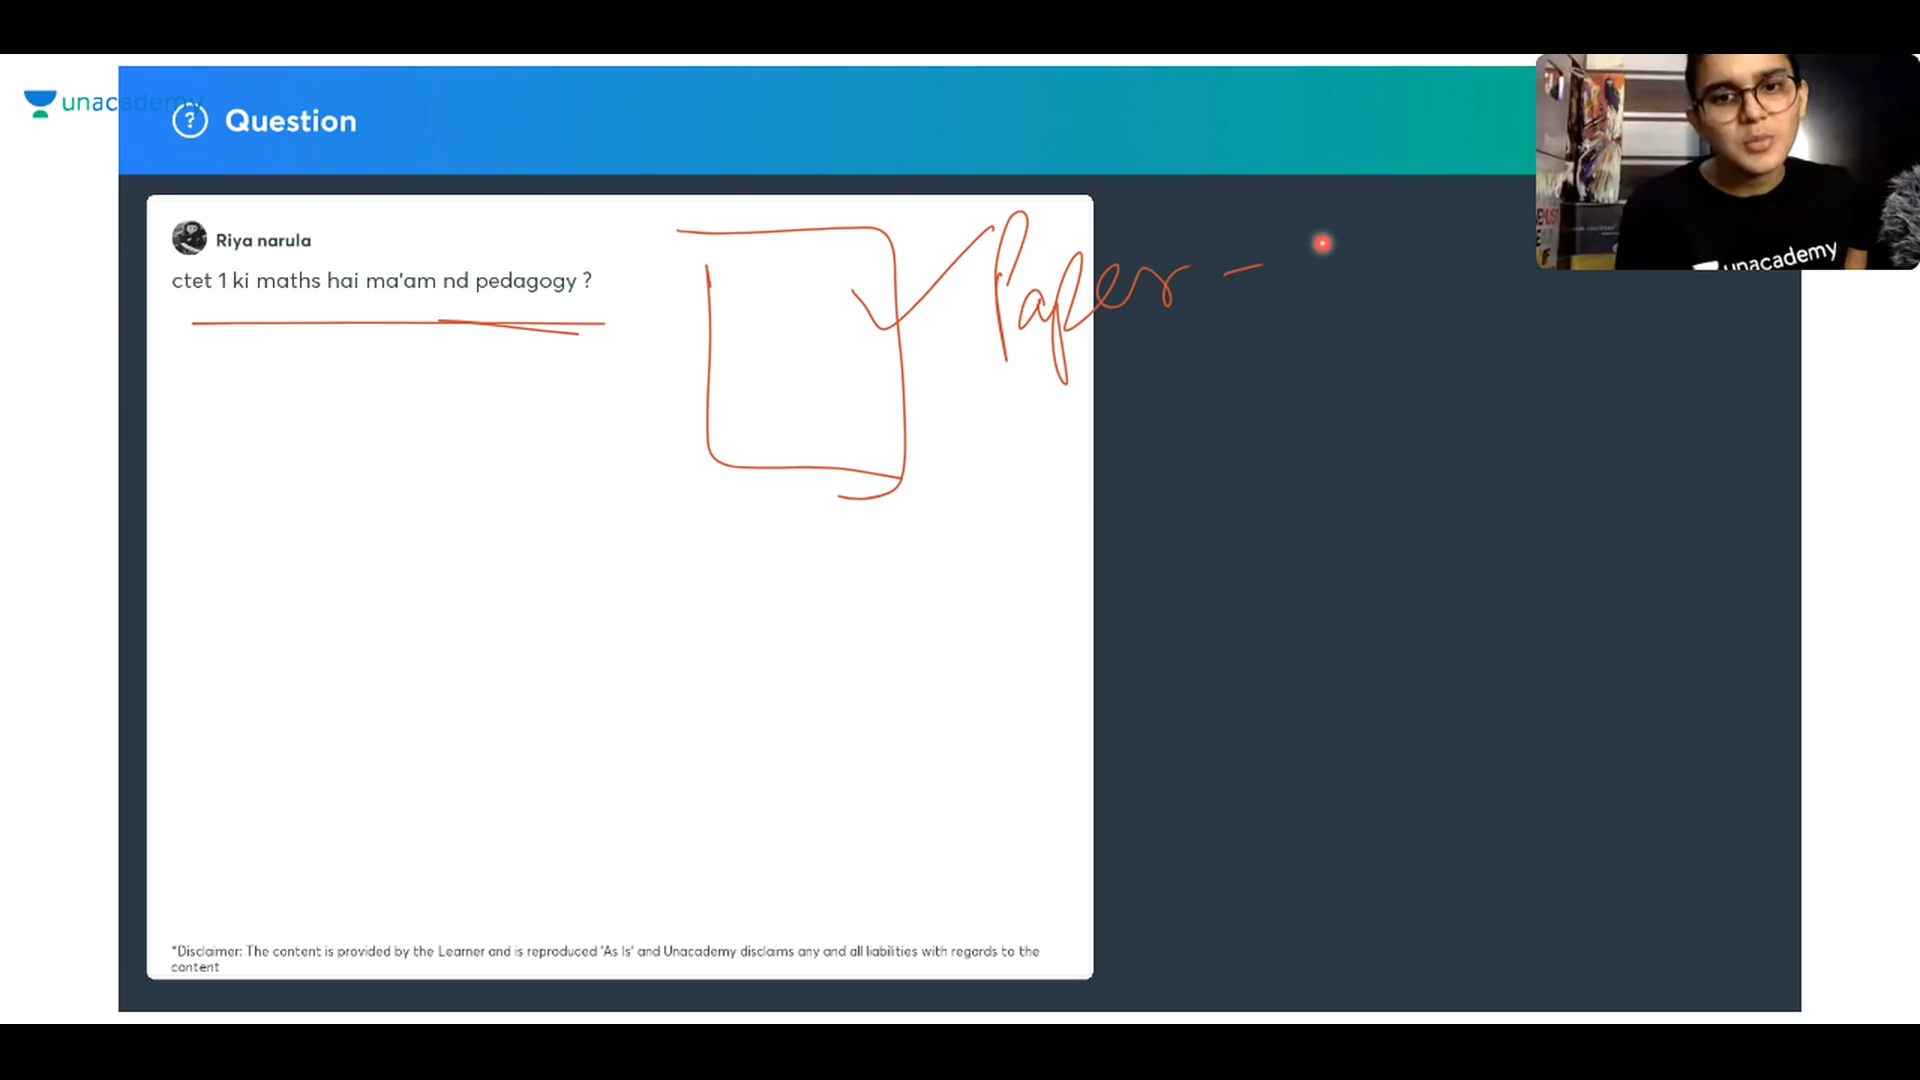 unacademy
? Question
Riya narula
ctet 1 ki maths hai ma'am nd pedagogy ?
Paper -
unacademy
*Disclaimer: The content is provided by the Learner and is reproduced 'As Is' and Unacademy disclaims any and all liabilities with regards to the
content